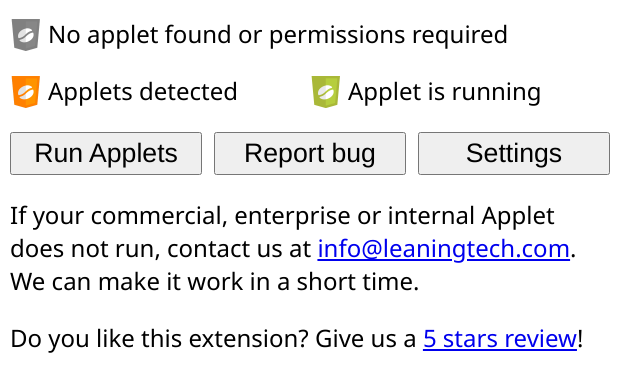 No applet found or permissions required
Applets detected
Applet is running
Run Applets
Report bug
Settings
If your commercial, enterprise or internal Applet
does not run, contact us at info@leaningtech.com.
We can make it work in a short time.
Do you like this extension? Give us a 5 stars review!